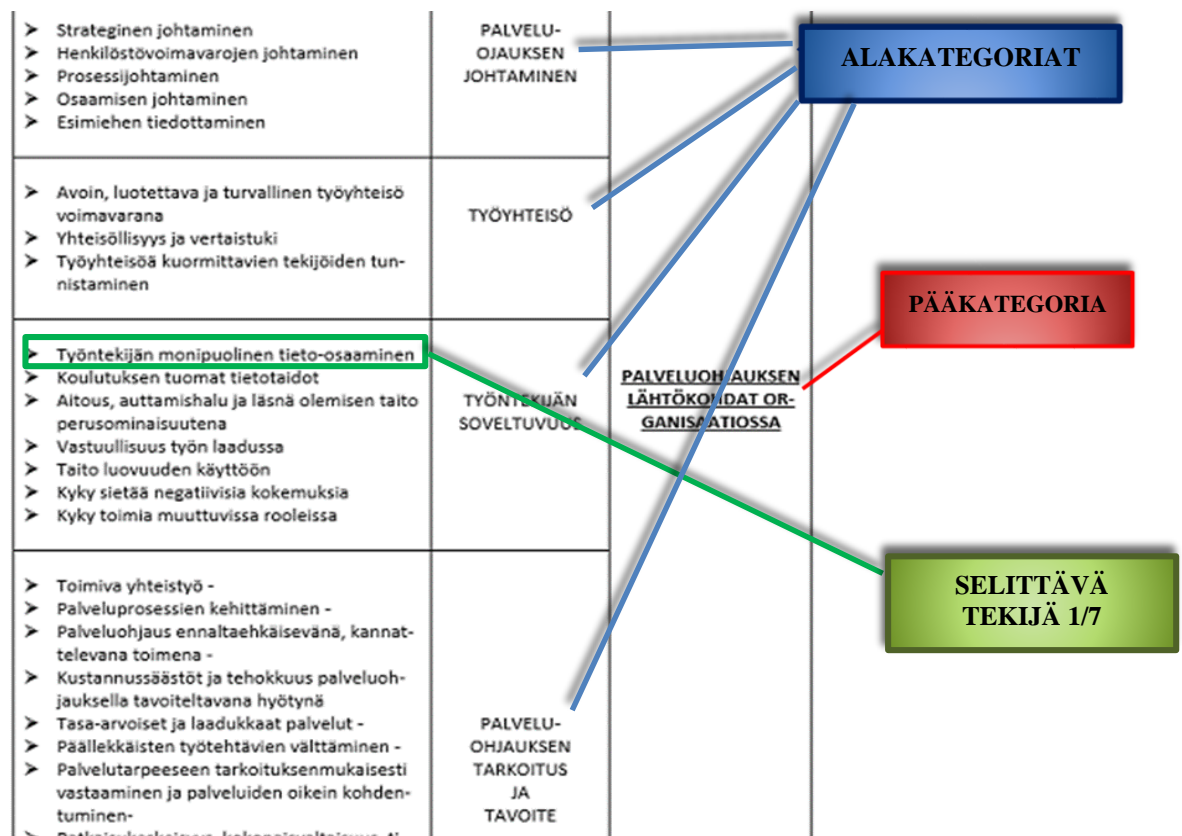 ➢ Strateginen johtaminen
➢ Henkilöstövoimavarojen johtaminen
➢ Prosessijohtaminen
➢ Osaamisen johtaminen
➢ Esimiehen tiedottaminen
PALVELU-
OJAUKSEN
JOHTAMINEN
ALAKATEGORIAT
➢ Avoin, luotettava ja turvallinen työyhteisö
voimavarana
➢ Yhteisöllisyys ja vertaistuki
➢ Työyhteisöä kuormittavien tekijöiden tun-
nistaminen
TYÖYHTEISÖ
PÄÄKATEGORIA
➢ Työntekijän monipuolinen tieto-osaaminen
➢ Koulutuksen tuomat tietotaidot
➢ Aitous, auttamishalu ja läsnä olemisen taito
perusominaisuutena
➢ Vastuullisuus työn laadussa
➢ Taito luovuuden käyttöön
➢ Kyky sietää negatiivisia kokemuksia
➢ Kyky toimia muuttuvissa rooleissa
TYÖNTEKIJÄN
SOVELTUVUUS
PALVELUOHJAUKSEN
LÄHTÖKOHDAT OR-
GANISAATIOSSA
SELITTÄVÄ
TEKIJÄ 1/7
➢ Toimiva yhteistyö -
➢ Palveluprosessien kehittäminen -
➢ Palveluohjaus ennaltaehkäisevänä, kannat-
televana toimena -
➢ Kustannussäästöt ja tehokkuus palveluoh-
jauksella tavoiteltavana hyötynä
➢ Tasa-arvoiset ja laadukkaat palvelut -
➢ Päällekkäisten työtehtävien välttäminen -
➢ Palvelutarpeeseen tarkoituksenmukaisesti
vastaaminen ja palveluiden oikein kohden-
tuminen-
PALVELU-
OHJAUKSEN
TARKOITUS
JA
TAVOITE